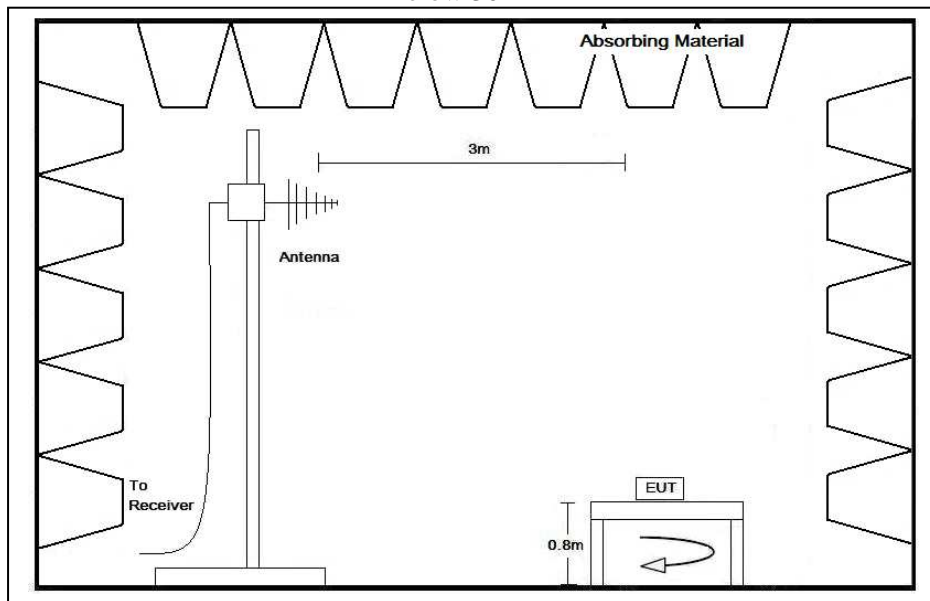 Absorbing Material
3m
Antenna
To
Receiver
EUT
0.8m